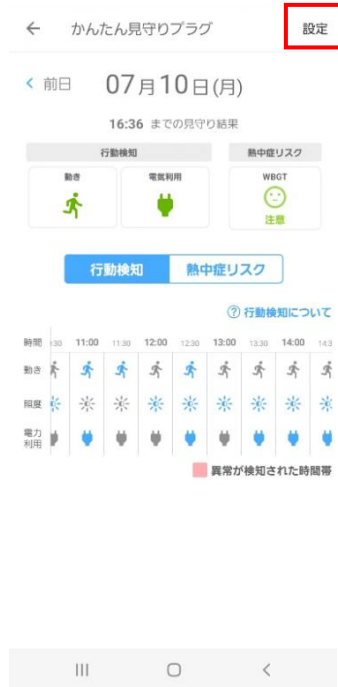 かんたん見守りプラグ 設定
前日 07月10日(月)
16:36 までの見守り結果
行動検知 熱中症リスク
動き 電気利用 WBGT
注意
行動検知 熱中症リスク
? 行動検知について
時間 :30 11:00 11:30 12:00 12:30 13:00 13:30 14:00 14:3
動き
照度
電力
利用
異常が検知された時間帯